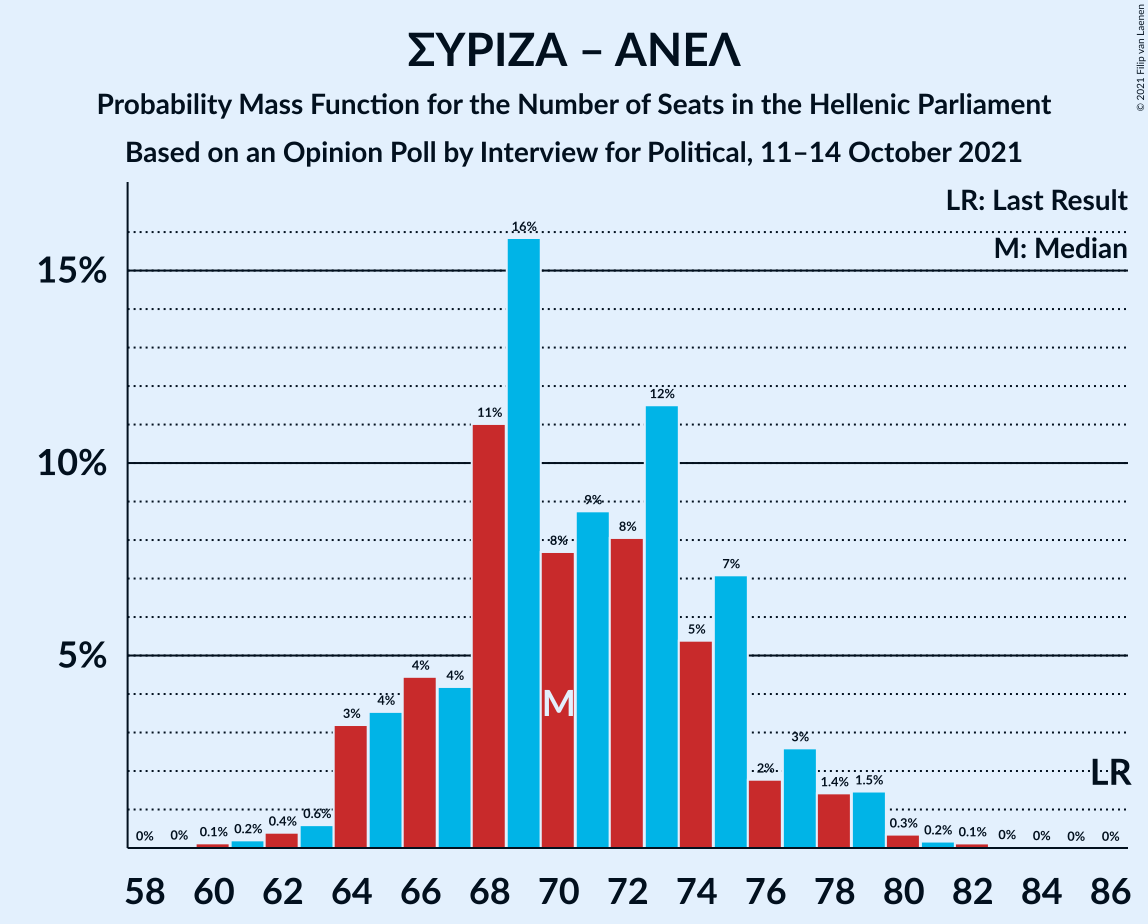 ΣΥΡΙΖΑ – ΑΝΕΛ
Probability Mass Function for the Number of Seats in the Hellenic Parliament
Based on an Opinion Poll by Interview for Political, 11–14 October 2021
© 2021 Filip van Laenen
LR: Last Result
M: Median
15%
10%
5%
0% 0% 0.1% 0.2% 0.4% 0.6% 3% 4% 4% 4% 11% 16% 8% 9% 8% 12% 5% 7% 2% 3% 1.4% 1.5% 0.3% 0.2% 0.1% 0% 0% 0% 0%
M
LR
58 60 62 64 66 68 70 72 74 76 78 80 82 84 86